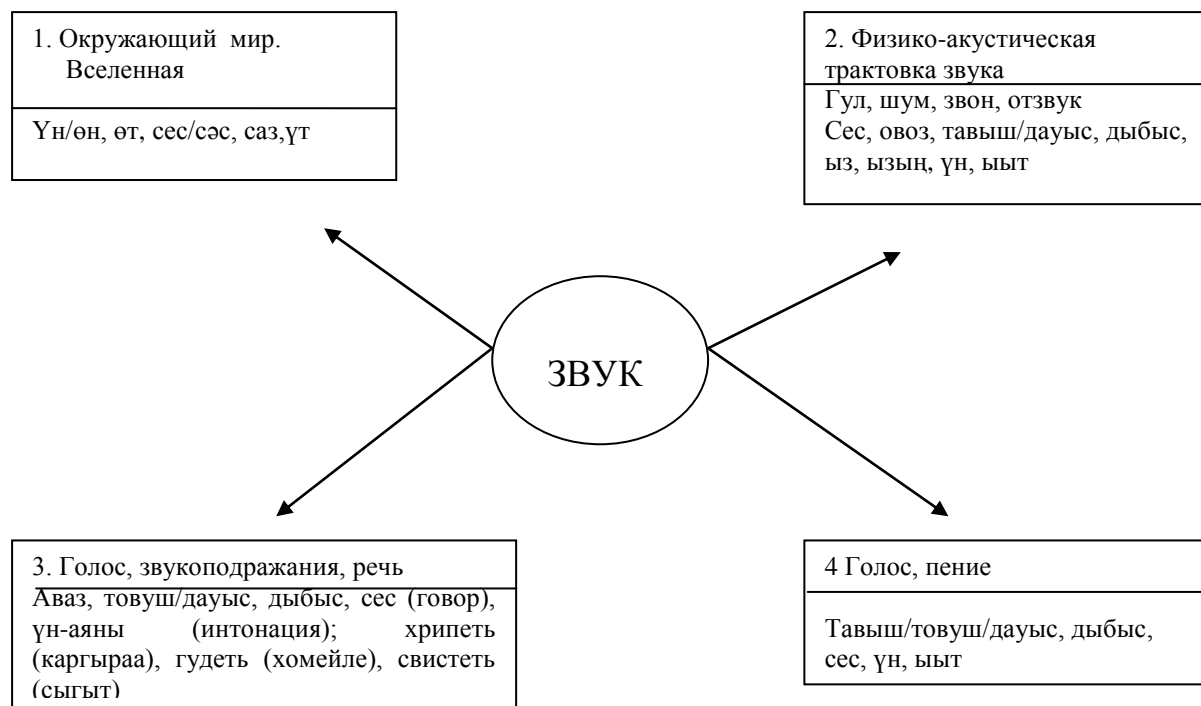 1. Окружающий мир.
Вселенная
Үн/өн, өт, сес/сәс, саз,үт
2. Физико-акустическая
трактовка звука
Гул, шум, звон, отзвук
Сес, овоз, тавыш/дауыс, дыбыс,
ыз, ызың, үн, ыыт
ЗВУК
3. Голос, звукоподражания, речь
Аваз, товуш/дауыс, дыбыс, сес (говор),
үн-аяны (интонация); хрипеть
(каргыраа), гудеть (хомейле), свистеть
(сыгыт)
4 Голос, пение
Тавыш/товуш/дауыс, дыбыс,
сес, үн, ыыт